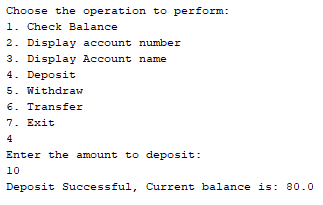 Choose the operation to perform:
1. Check Balance
2. Display account number
3. Display Account name
4. Deposit
5. Withdraw
6. Transfer
7. Exit
4
Enter the amount to deposit:
10
Deposit Successful, Current balance is: 80.0